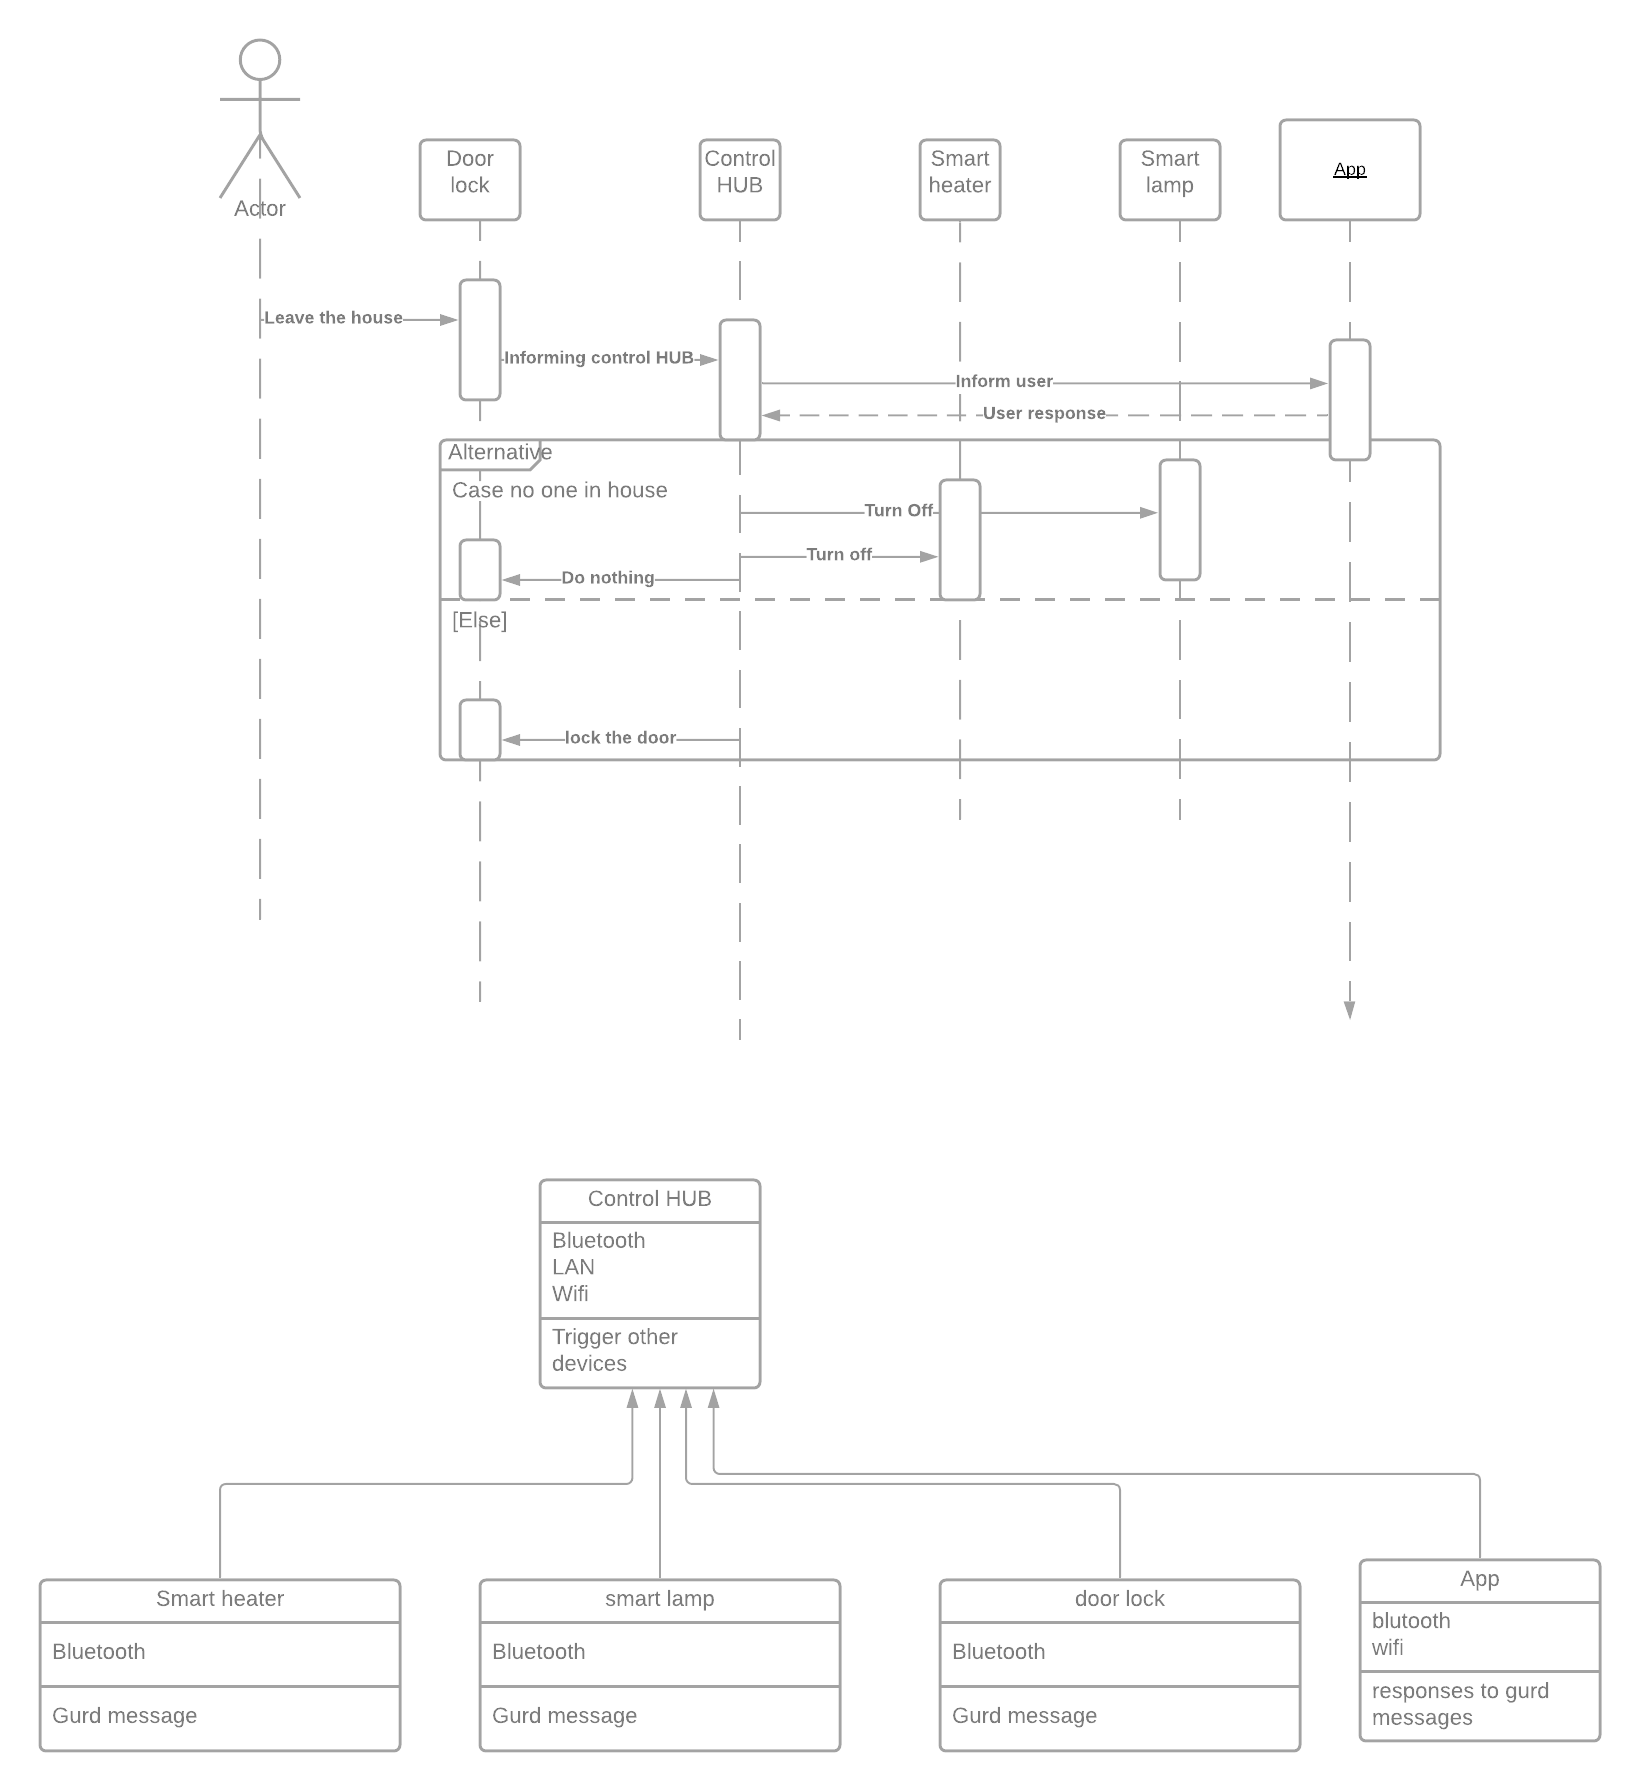 Actor
Door
lock
Control
HUB
Smart
heater
Smart
lamp
App
Leave the house
Informing control HUB
Inform user
User response
Alternative
Case no one in house
Turn Off
Turn off
Do nothing
[Else]
lock the door
Control HUB
Bluetooth
LAN
Wifi
Trigger other
devices
Smart heater
Bluetooth
Gurd message
smart lamp
Bluetooth
Gurd message
door lock
Bluetooth
Gurd message
App
blutooth
wifi
responses to gurd
messages